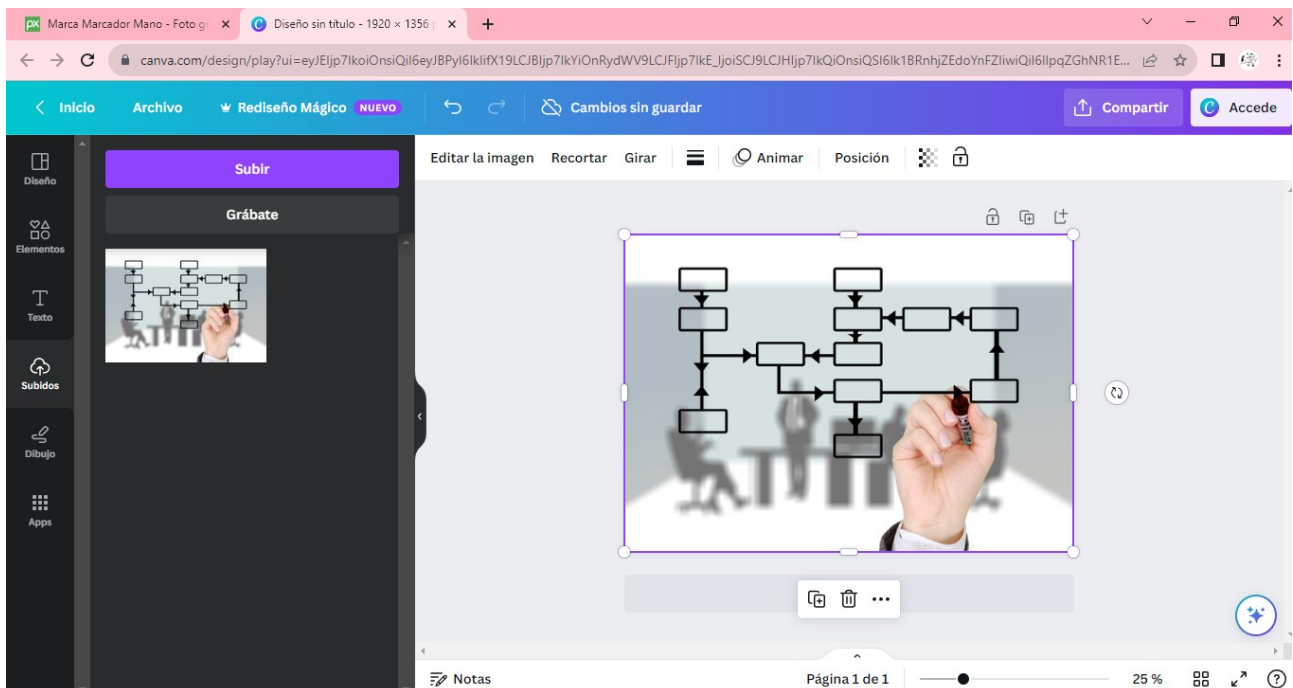 px Marca Marcador Mano - Foto g
Diseño sin título - 1920 × 1356 p
canva.com/design/play?ui=
Inicio Archivo Rediseño Mágico NUEVO Cambios sin guardar Compartir Accede
Diseño
Elementos
Texto
Subidos
Dibujo
Apps
Subir
Grábate
Editar la imagen Recortar Girar Animar Posición
Notas Página 1 de 1 25 %